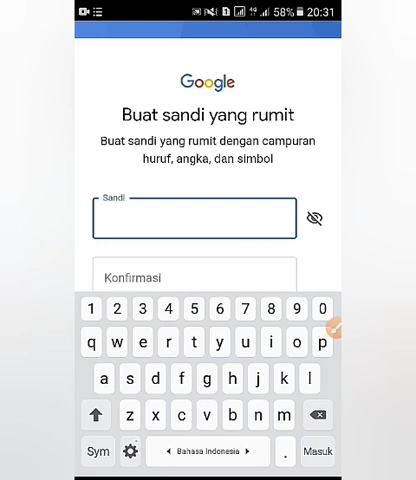 58% 20:31
Google
Buat sandi yang rumit
Buat sandi yang rumit dengan campuran
huruf, angka, dan simbol
Sandi
Konfirmasi
1 2 3 4 5 6 7 8 9 0
q w e r t y u i o p
a s d f g h j k l
z x c v b n m
Sym Bahasa Indonesia . Masuk